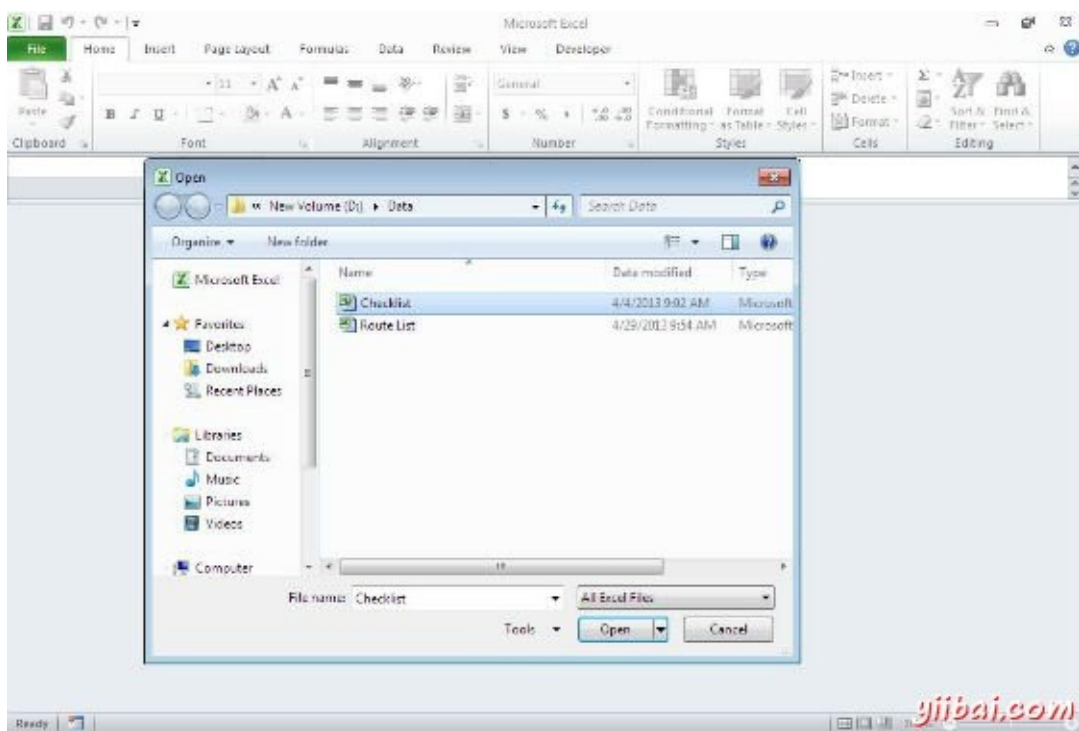 Microsoft Excel
File Home Insert Page Layout Formulas Data Review View Developer
Paste
11
General
Conditional Formatting
Format as Table
Cell Styles
Insert
Delete
Format
Sort & Filter
Find & Select
Clipboard Font Alignment Number Styles Cells Editing
Open
« New Volume (D:) Data
Search Data
Organize New folder
Name Date modified Type
Microsoft Excel
Checklist 4/4/2013 9:02 AM Microsoft
Route List 4/29/2013 9:54 AM Microsoft
Favorites
Desktop
Downloads
Recent Places
Libraries
Documents
Music
Pictures
Videos
Computer
File name: Checklist All Excel Files
Tools Open Cancel
Ready
yiibai.com